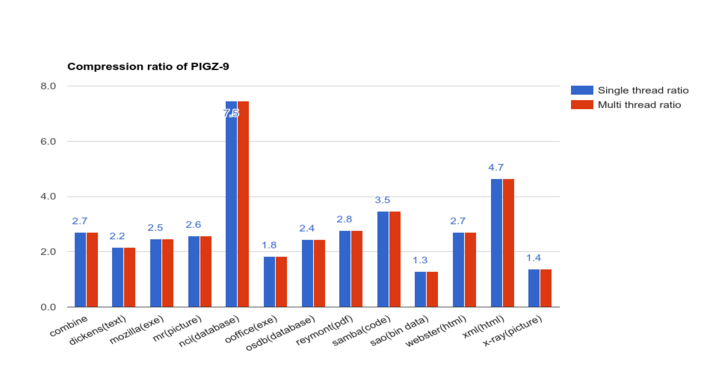 Compression ratio of PIGZ-9
8.0
6.0
4.0
2.0
0.0
2.7
2.2
2.5
2.6
7.5
1.8
2.4
2.8
3.5
1.3
2.7
4.7
1.4
Single thread ratio
Multi thread ratio
combine
dickens(text)
mozilla(exe)
mr(picture)
nci(database)
ooffice(exe)
osdb(database)
reymont(pdf)
samba(code)
sao(bin data)
webster(html)
xml(html)
x-ray(picture)